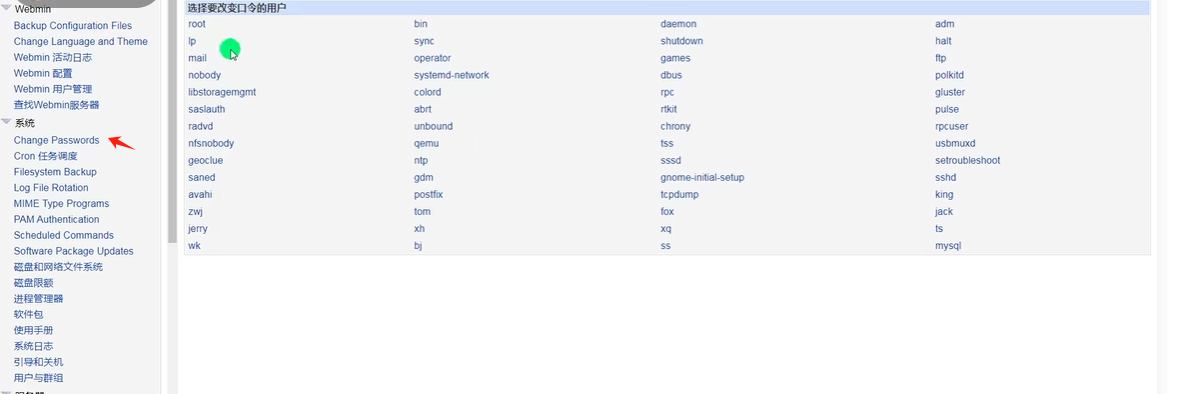 Webmin
Backup Configuration Files
Change Language and Theme
Webmin 活动日志
Webmin 配置
Webmin 用户管理
查找Webmin服务器
系统
Change Passwords
Cron 任务调度
Filesystem Backup
Log File Rotation
MIME Type Programs
PAM Authentication
Scheduled Commands
Software Package Updates
磁盘和网络文件系统
磁盘限额
进程管理器
软件包
使用手册
系统日志
引导和关机
用户与群组
选择要改变口令的用户
root bin daemon adm
lp sync shutdown halt
mail operator games ftp
nobody systemd-network dbus polkitd
libstoragemgmt colord rpc gluster
saslauth abrt rtkit pulse
radvd unbound chrony rpcuser
nfsnobody qemu tss usbmuxd
geoclue ntp sssd setroubleshoot
saned gdm gnome-initial-setup sshd
avahi postfix tcpdump king
zwj tom fox jack
jerry xh xq ts
wk bj ss mysql